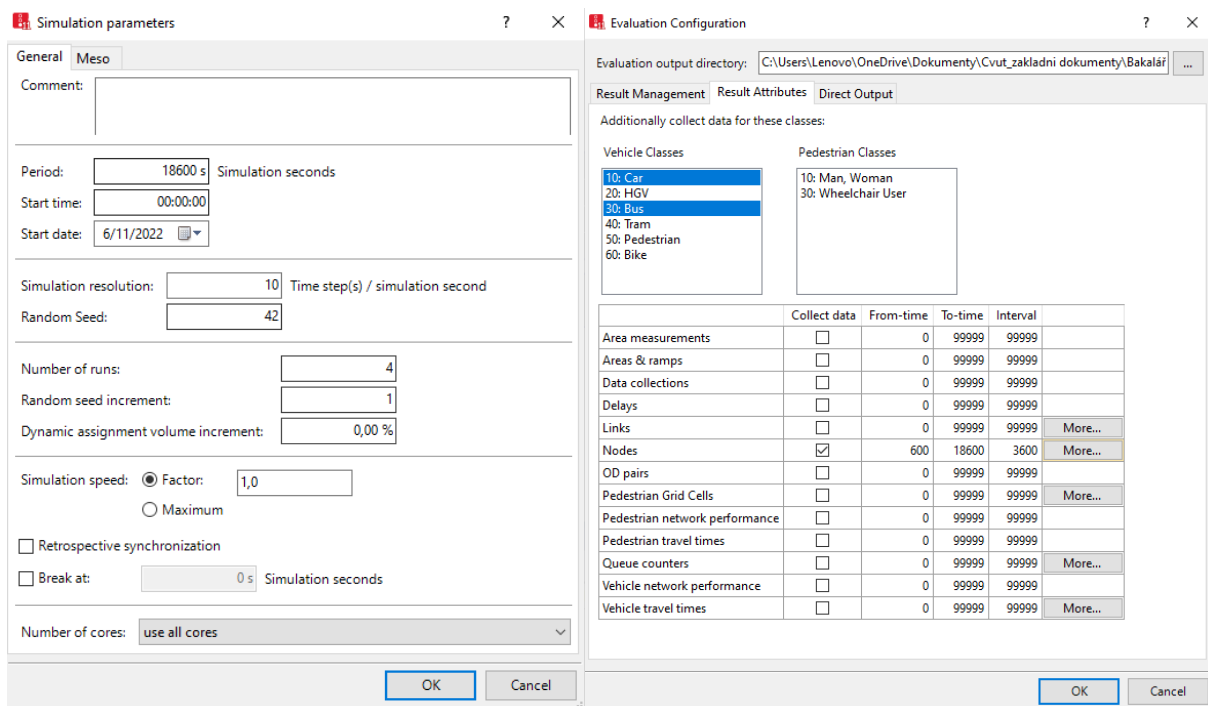 Simulation parameters ? ×
General Meso
Comment:
Period: 18600 s Simulation seconds
Start time: 00:00:00
Start date: 6/11/2022
Simulation resolution: 10 Time step(s) / simulation second
Random Seed: 42
Number of runs: 4
Random seed increment: 1
Dynamic assignment volume increment: 0,00 %
Simulation speed: Factor: 1,0
Maximum
Retrospective synchronization
Break at: 0 s Simulation seconds
Number of cores: use all cores
OK Cancel
Evaluation Configuration ? ×
Evaluation output directory: C:\Users\Lenovo\OneDrive\Dokumenty\Cvut_zakladni dokumenty\Bakalář ...
Result Management Result Attributes Direct Output
Additionally collect data for these classes:
Vehicle Classes Pedestrian Classes
10: Car 10: Man, Woman
20: HGV 30: Wheelchair User
30: Bus
40: Tram
50: Pedestrian
60: Bike
Collect data From-time To-time Interval
Area measurements 0 99999 99999
Areas & ramps 0 99999 99999
Data collections 0 99999 99999
Delays 0 99999 99999
Links 0 99999 99999 More...
Nodes 600 18600 3600 More...
OD pairs 0 99999 99999
Pedestrian Grid Cells 0 99999 99999 More...
Pedestrian network performance 0 99999 99999
Pedestrian travel times 0 99999 99999
Queue counters 0 99999 99999 More...
Vehicle network performance 0 99999 99999
Vehicle travel times 0 99999 99999 More...
OK Cancel